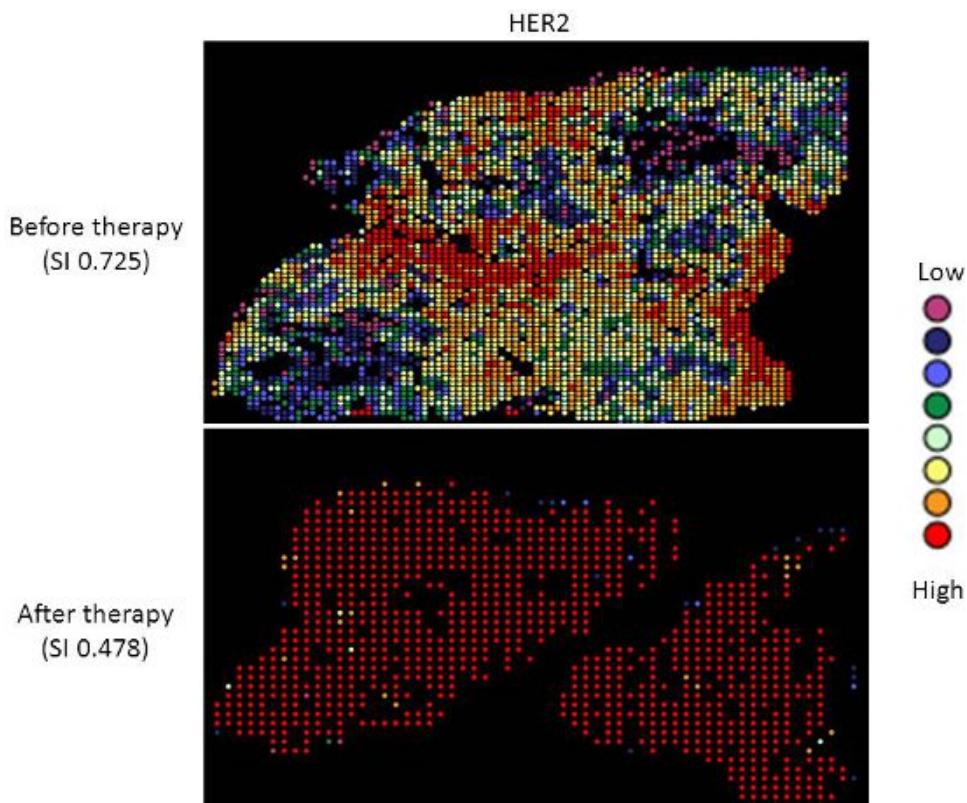 HER2
Before therapy
(SI 0.725)
Low
High
After therapy
(SI 0.478)